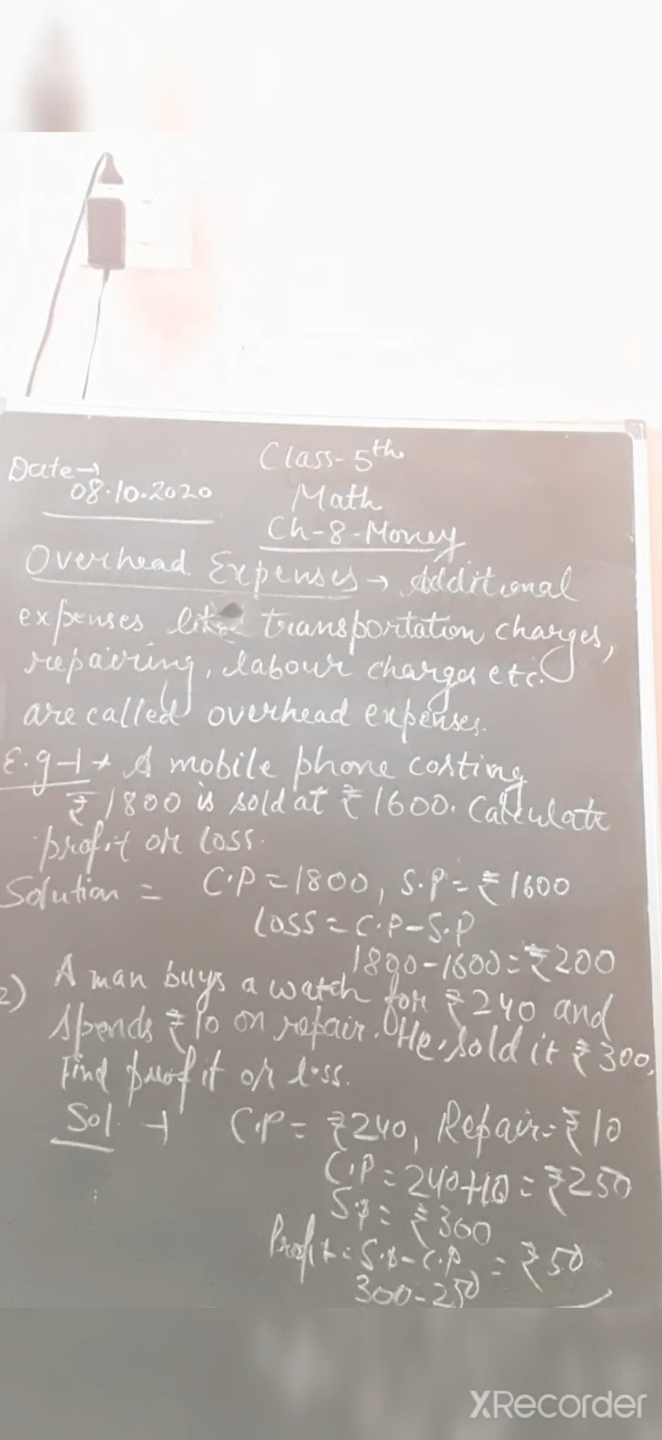 Class-5th
Date→
08.10.2020
Math
Ch-8-Money
Overhead Expenses → Additional
expenses like transportation charges,
repairing, labour charges etc.
are called overhead expenses.
E.g-1→ A mobile phone costing
₹1800 is sold at ₹1600. Calculate
profit or loss.
Solution = C.P=1800, S.P=₹1600
Loss = C.P-S.P
1800-1600=₹200
2) A man buys a watch for ₹240 and
spends ₹10 on repair. He sold it ₹300,
Find profit or loss.
Sol. → C.P= ₹240, Repair=₹10
C.P=240+10=₹250
S.P= ₹300
Profit=S.P-C.P = ₹50
300-250
XRecorder